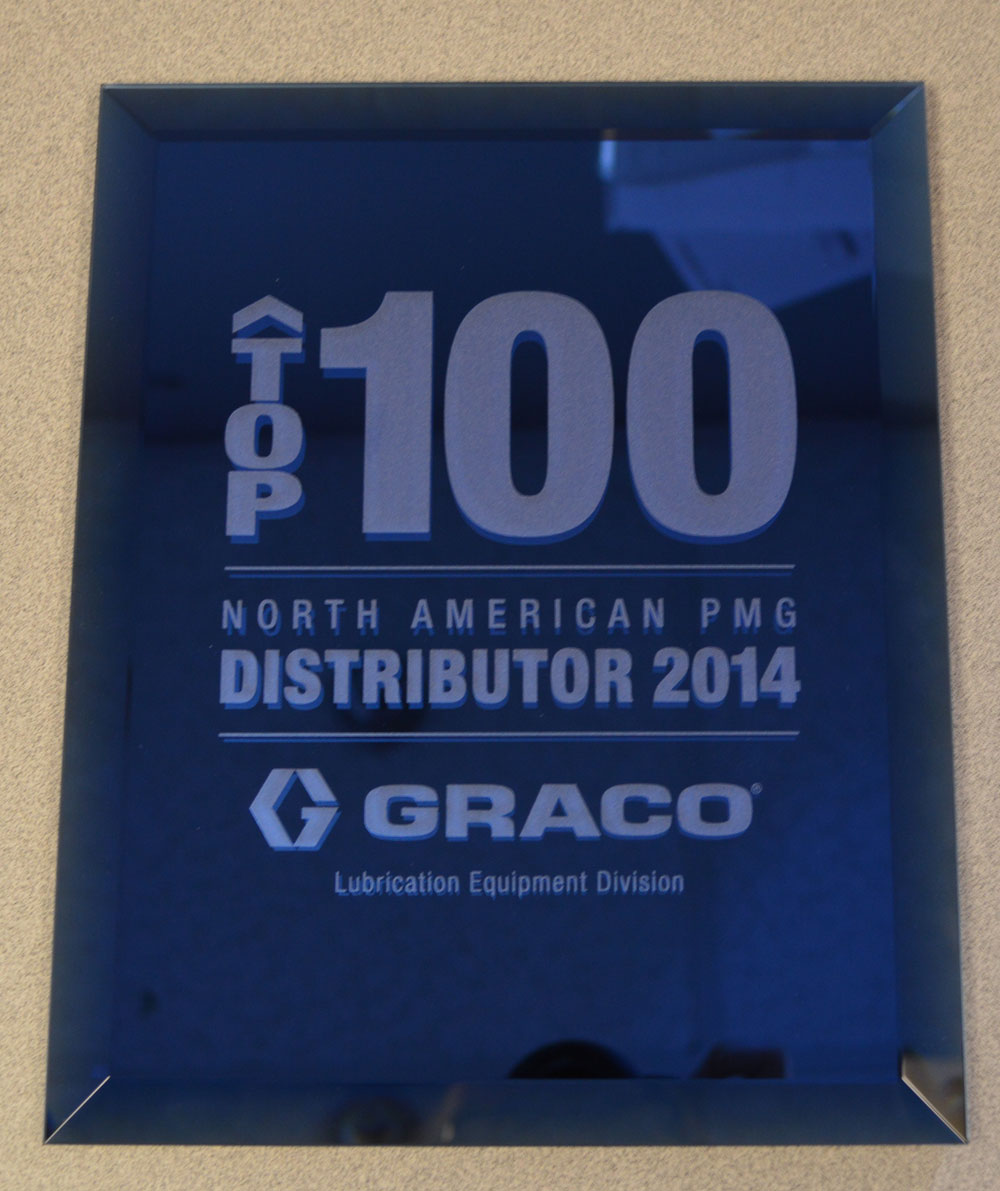 TOP 100
NORTH AMERICAN PMG
DISTRIBUTOR 2014
GRACO®
Lubrication Equipment Division